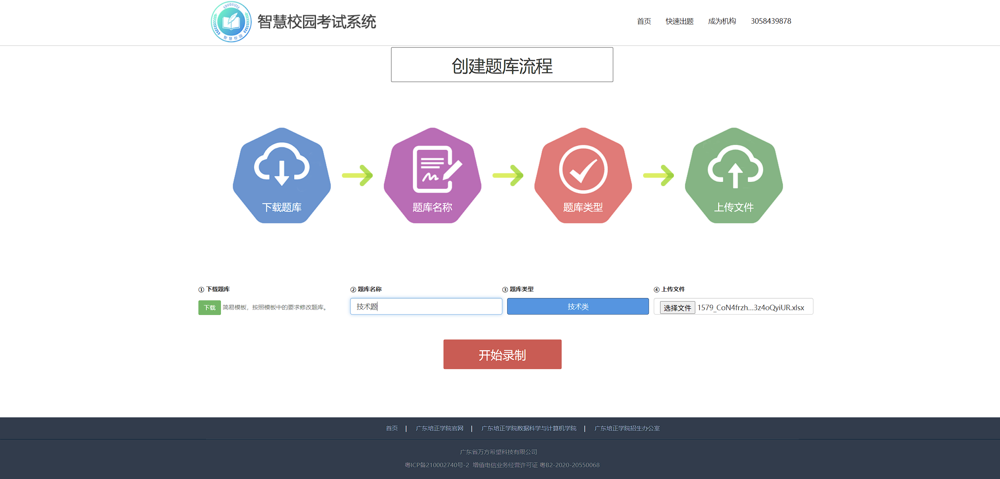 EDUQUIZEE
智慧校园
智慧校园考试系统
首页 快速出题 成为机构 3058439878
创建题库流程
下载题库 题库名称 题库类型 上传文件
① 下载题库 ② 题库名称 ③ 题库类型 ④ 上传文件
下载 简易模板，按照模板中的要求修改题库。 技术题 技术类 选择文件 1579_CoN4frzh...3z4oQyiUR.xlsx
开始录制
首页 | 广东培正学院官网 | 广东培正学院数据科学与计算机学院 | 广东培正学院招生办公室
广东省万方希望科技有限公司
粤ICP备210002740号-2 增值电信业务经营许可证 粤B2-2020-20550068